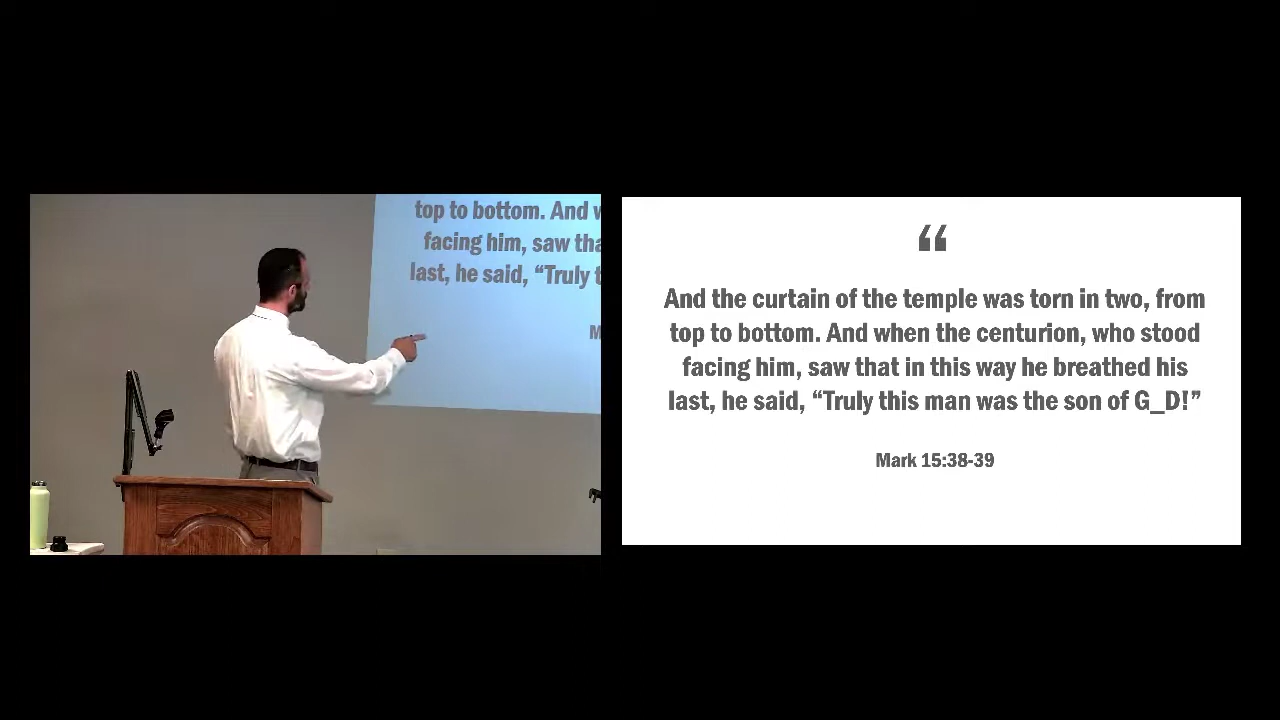 top to bottom. And w
facing him, saw tha
last, he said, “Truly t
M
“
And the curtain of the temple was torn in two, from
top to bottom. And when the centurion, who stood
facing him, saw that in this way he breathed his
last, he said, “Truly this man was the son of G_D!”
Mark 15:38-39